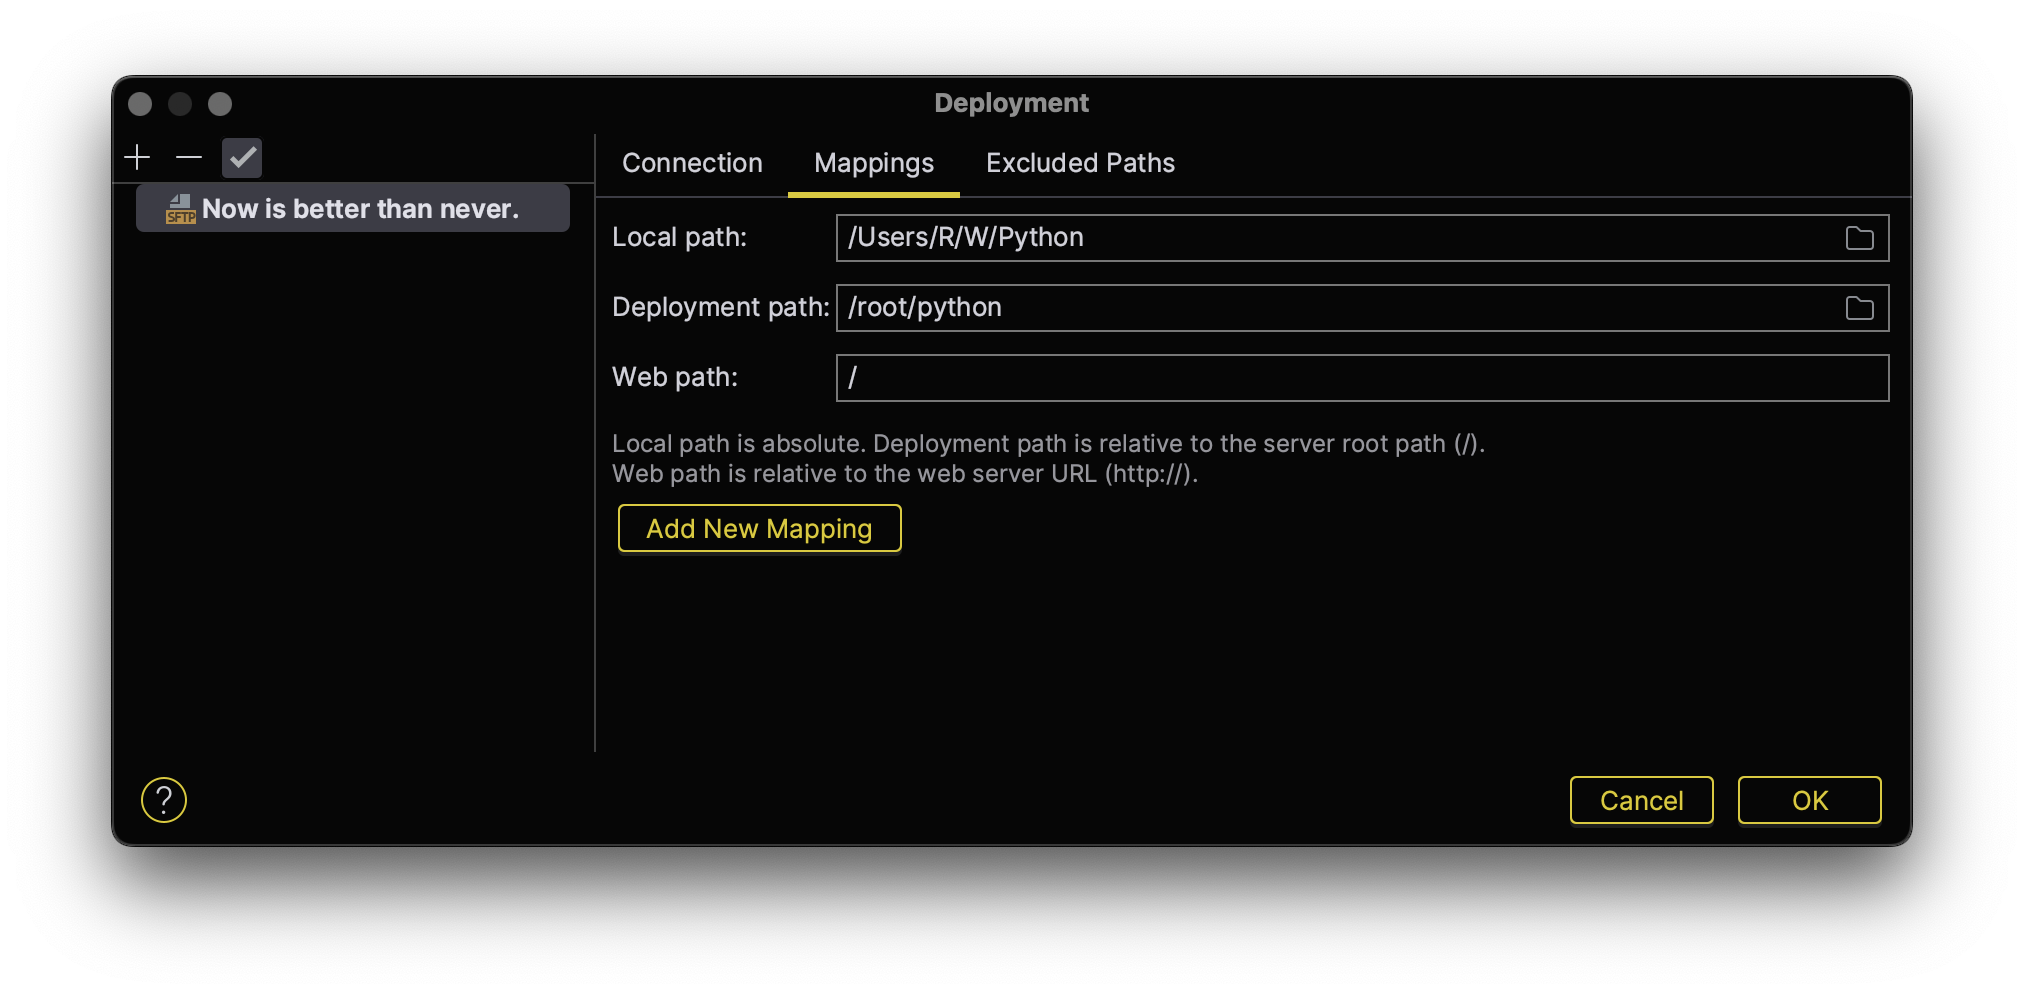 Deployment
Connection Mappings Excluded Paths
SFTP Now is better than never.
Local path: /Users/R/W/Python
Deployment path: /root/python
Web path: /
Local path is absolute. Deployment path is relative to the server root path (/).
Web path is relative to the web server URL (http://).
Add New Mapping
? Cancel OK